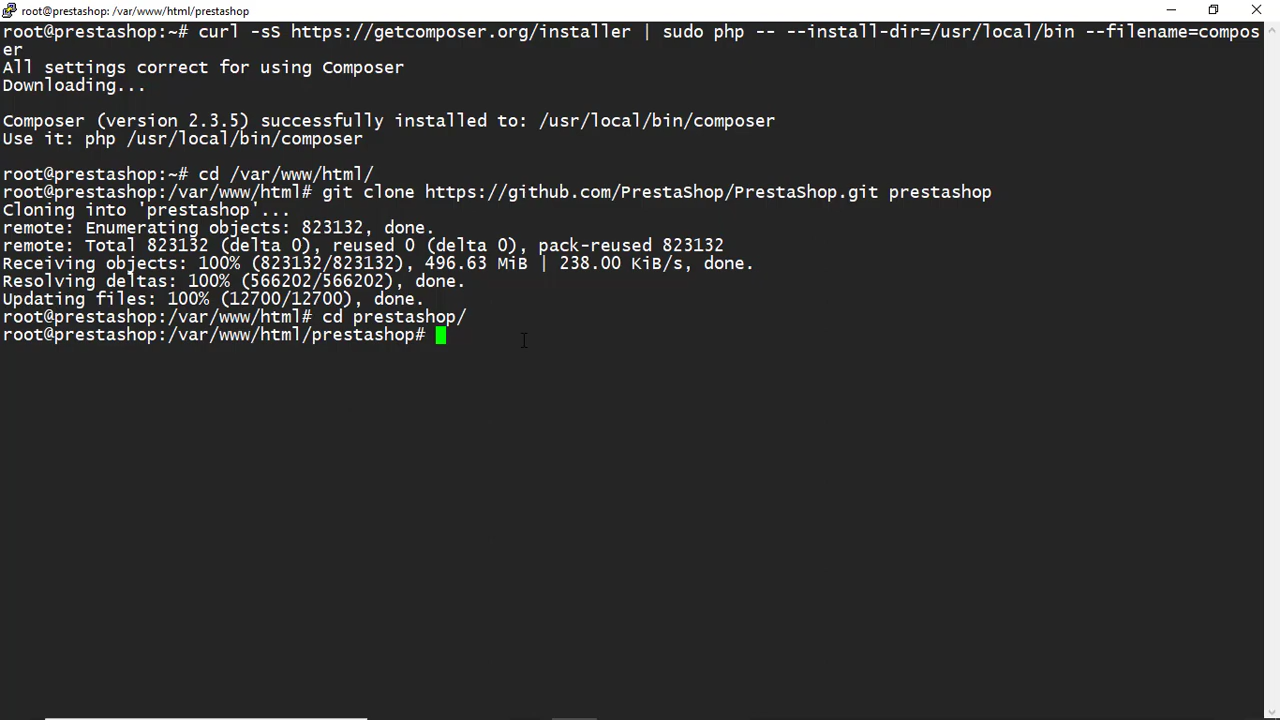 root@prestashop: /var/www/html/prestashop
root@prestashop:~# curl -sS https://getcomposer.org/installer | sudo php -- --install-dir=/usr/local/bin --filename=compos
er
All settings correct for using Composer
Downloading...
Composer (version 2.3.5) successfully installed to: /usr/local/bin/composer
Use it: php /usr/local/bin/composer
root@prestashop:~# cd /var/www/html/
root@prestashop:/var/www/html# git clone https://github.com/PrestaShop/PrestaShop.git prestashop
Cloning into 'prestashop'...
remote: Enumerating objects: 823132, done.
remote: Total 823132 (delta 0), reused 0 (delta 0), pack-reused 823132
Receiving objects: 100% (823132/823132), 496.63 MiB | 238.00 KiB/s, done.
Resolving deltas: 100% (566202/566202), done.
Updating files: 100% (12700/12700), done.
root@prestashop:/var/www/html# cd prestashop/
root@prestashop:/var/www/html/prestashop#